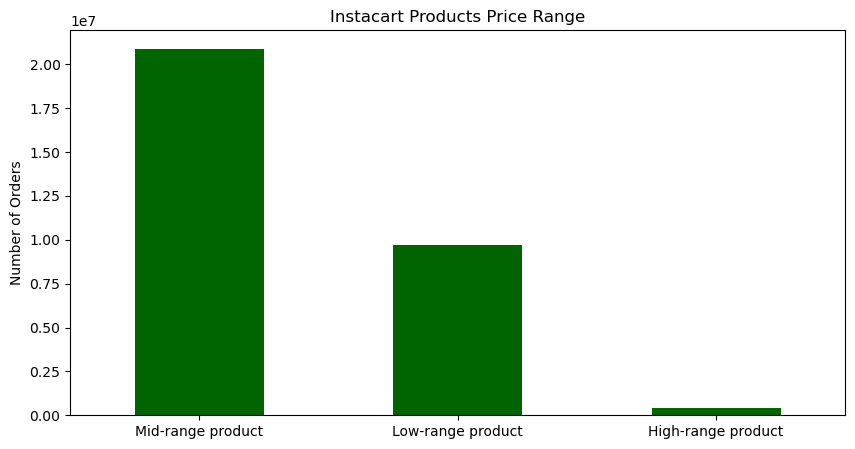 Instacart Products Price Range
1e7
2.00
1.75
1.50
1.25
1.00
0.75
0.50
0.25
0.00
Number of Orders
Mid-range product
Low-range product
High-range product